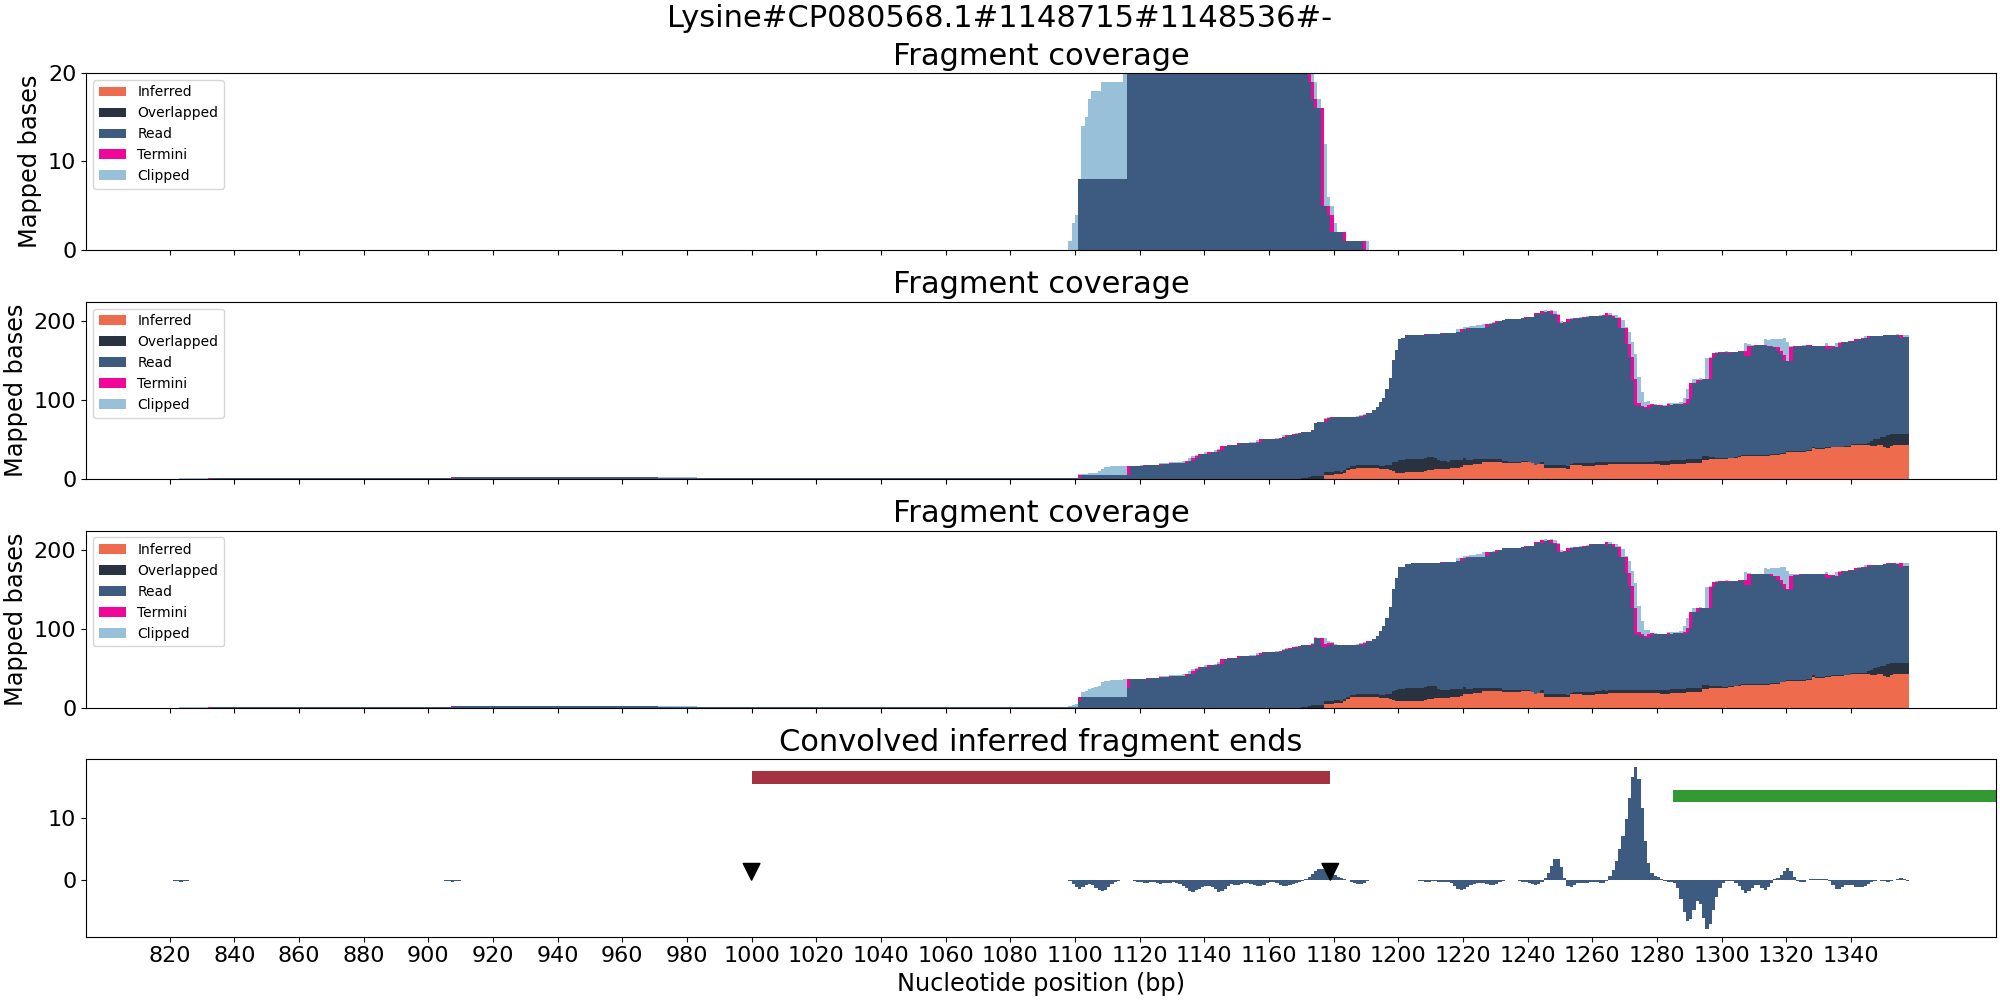 Lysine#CP080568.1#1148715#1148536#-
Fragment coverage
Mapped bases
20
10
0
Inferred
Overlapped
Read
Termini
Clipped
Fragment coverage
Mapped bases
200
100
0
Inferred
Overlapped
Read
Termini
Clipped
Fragment coverage
Mapped bases
200
100
0
Inferred
Overlapped
Read
Termini
Clipped
Convolved inferred fragment ends
10
0
820 840 860 880 900 920 940 960 980 1000 1020 1040 1060 1080 1100 1120 1140 1160 1180 1200 1220 1240 1260 1280 1300 1320 1340
Nucleotide position (bp)